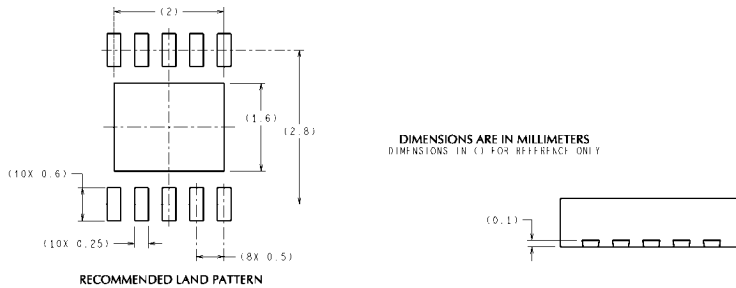 (2)
(1.6)
(2.8)
DIMENSIONS ARE IN MILLIMETERS
DIMENSIONS IN () FOR REFERENCE ONLY
(10X 0.6)
(0.1)
(10X 0.25)
(8X 0.5)
RECOMMENDED LAND PATTERN